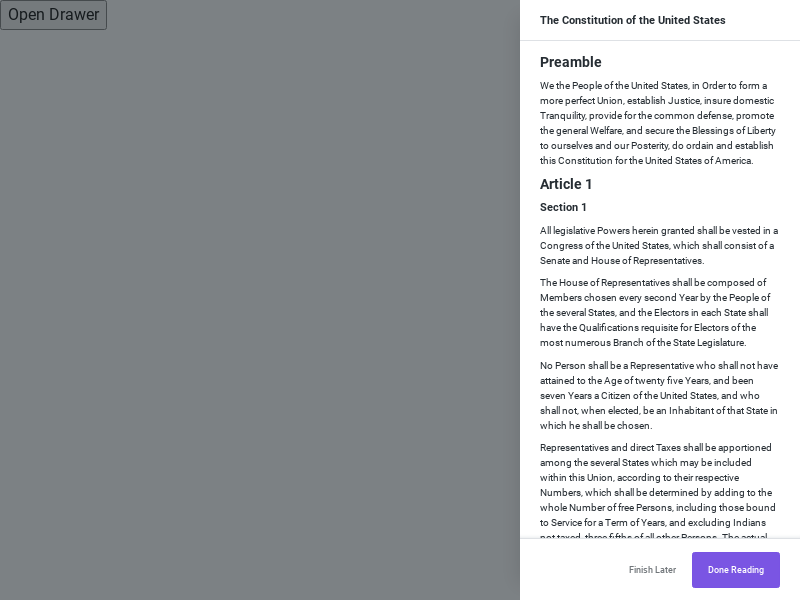 Open Drawer
The Constitution of the United States
Preamble
We the People of the United States, in Order to form a
more perfect Union, establish Justice, insure domestic
Tranquility, provide for the common defense, promote
the general Welfare, and secure the Blessings of Liberty
to ourselves and our Posterity, do ordain and establish
this Constitution for the United States of America.
Article 1
Section 1
All legislative Powers herein granted shall be vested in a
Congress of the United States, which shall consist of a
Senate and House of Representatives.
The House of Representatives shall be composed of
Members chosen every second Year by the People of
the several States, and the Electors in each State shall
have the Qualifications requisite for Electors of the
most numerous Branch of the State Legislature.
No Person shall be a Representative who shall not have
attained to the Age of twenty five Years, and been
seven Years a Citizen of the United States, and who
shall not, when elected, be an Inhabitant of that State in
which he shall be chosen.
Representatives and direct Taxes shall be apportioned
among the several States which may be included
within this Union, according to their respective
Numbers, which shall be determined by adding to the
whole Number of free Persons, including those bound
to Service for a Term of Years, and excluding Indians
not taxed, three fifths of all other Persons. The actual
Finish Later
Done Reading